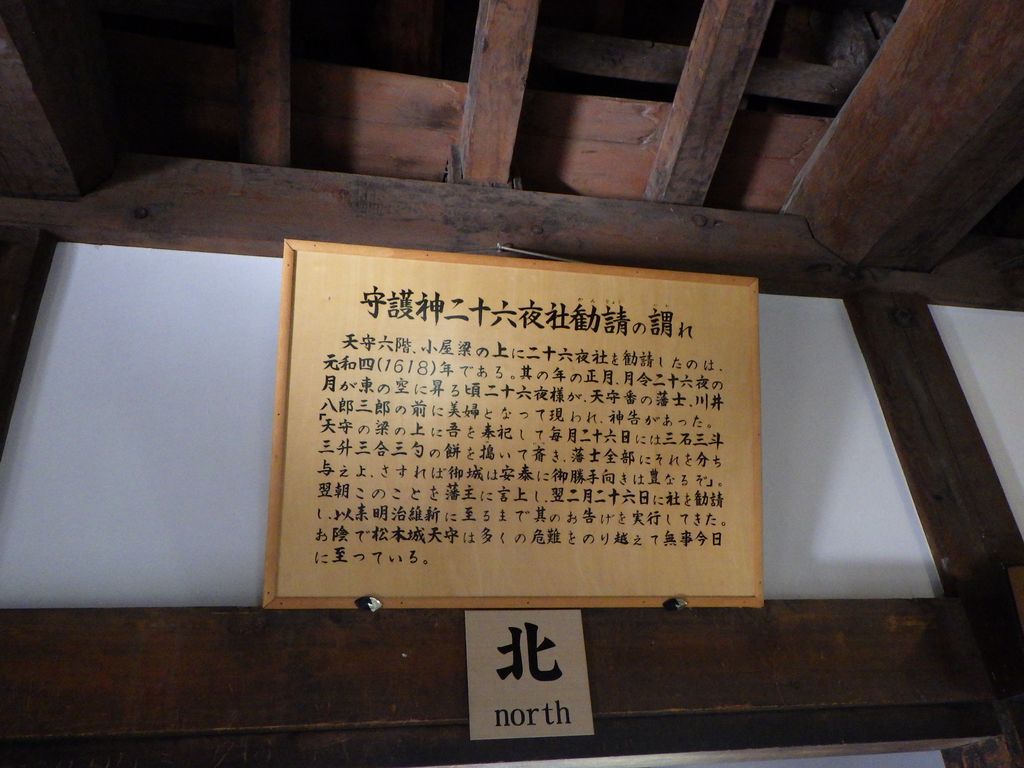 守護神二十六夜社勧請の謂れ
天守六階、小屋梁の上に二十六夜社を勧請したのは、
元和四(1618)年である。其の年の正月、月令二十六夜の
月が東の空に昇る頃二十六夜様が、天守番の藩士、川井
八郎三郎の前に美婦となって現われ、神告があった。
「天守の梁の上に吾を奉祀して毎月二十六日には三石三斗
三升三合三勺の餅を搗いて斎き、藩士全部にそれを分ち
与えよ、さすれば御城は安泰に御勝手向きは豊なるぞ」。
翌朝このことを藩主に言上し、翌二月二十六日に社を勧請
し、以来明治維新に至るまで其のお告げを実行してきた。
お陰で松本城天守は多くの危難をのり越えて無事今日
に至っている。
北
north